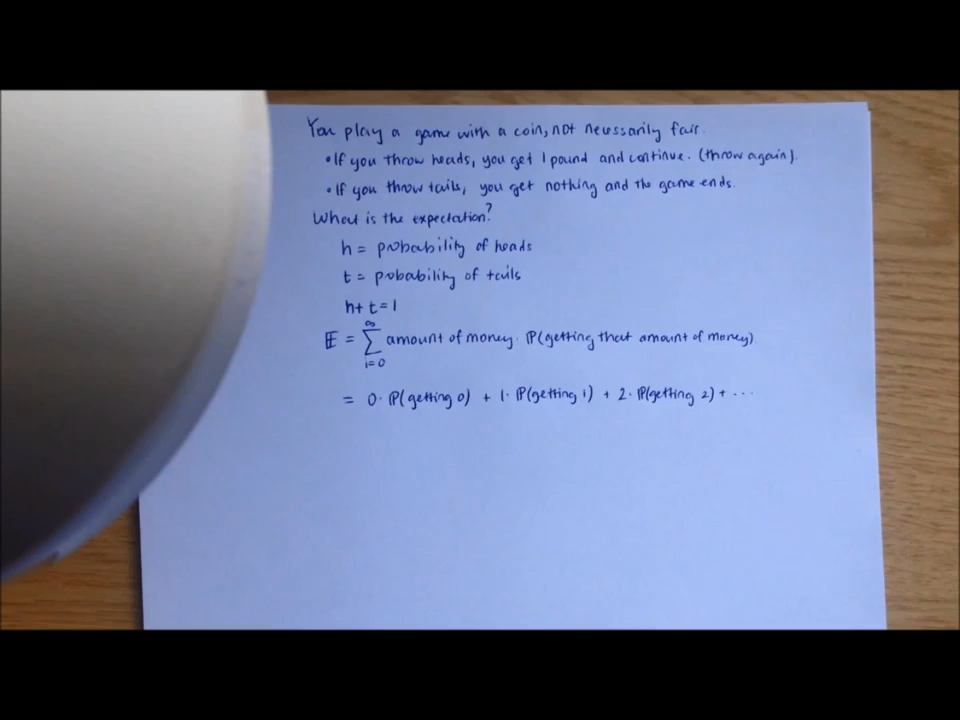 You play a game with a coin, not necessarily fair.
• If you throw heads, you get 1 pound and continue. (throw again).
• If you throw tails, you get nothing and the game ends.
What is the expectation?
h = probability of heads
t = pobability of tails
h + t = 1
𝔼 = ∑_{i=0}^{∞} amount of money · ℙ(getting that amount of money)
= 0 · ℙ(getting 0) + 1 · ℙ(getting 1) + 2 · ℙ(getting 2) + ...